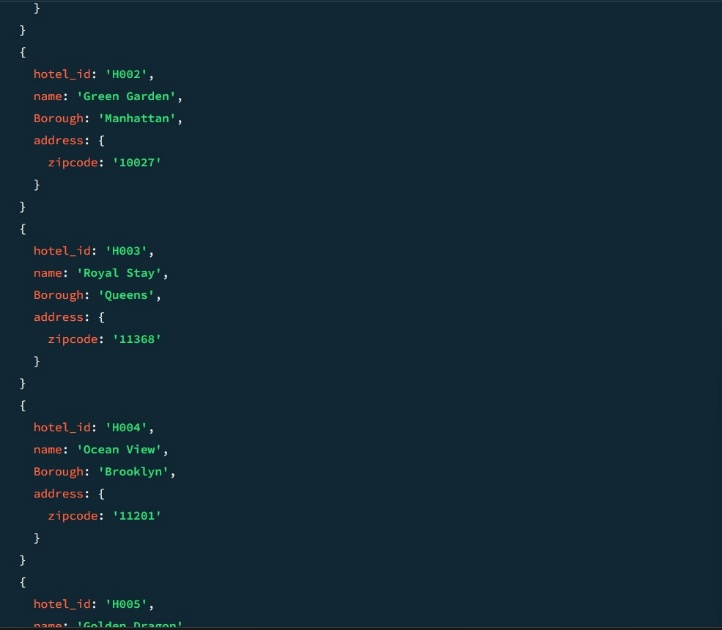 }
}
{
hotel_id: 'H002',
name: 'Green Garden',
Borough: 'Manhattan',
address: {
zipcode: '10027'
}
}
{
hotel_id: 'H003',
name: 'Royal Stay',
Borough: 'Queens',
address: {
zipcode: '11368'
}
}
{
hotel_id: 'H004',
name: 'Ocean View',
Borough: 'Brooklyn',
address: {
zipcode: '11201'
}
}
{
hotel_id: 'H005',
name: 'Golden Dragon'